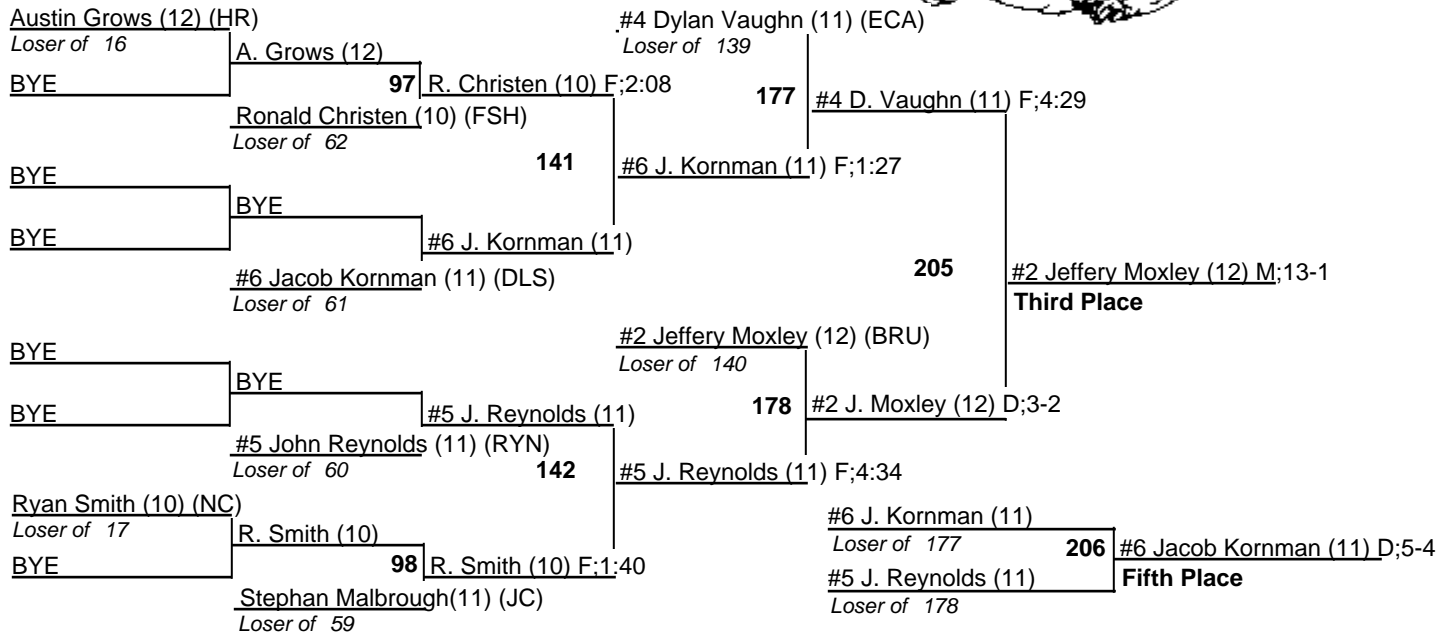 Austin Grows (12) (HR)
Loser of 16
A. Grows (12)
BYE
97
R. Christen (10) F;2:08
Ronald Christen (10) (FSH)
Loser of 62
141
BYE
BYE
BYE
#6 J. Kornman (11)
#6 Jacob Kornman (11) (DLS)
Loser of 61
#4 Dylan Vaughn (11) (ECA)
Loser of 139
177
#4 D. Vaughn (11) F;4:29
#6 J. Kornman (11) F;1:27
205
#2 Jeffery Moxley (12) M;13-1
Third Place
BYE
BYE
BYE
#5 J. Reynolds (11)
#5 John Reynolds (11) (RYN)
Loser of 60
142
Ryan Smith (10) (NC)
Loser of 17
R. Smith (10)
BYE
98
R. Smith (10) F;1:40
Stephan Malbrough(11) (JC)
Loser of 59
#2 Jeffery Moxley (12) (BRU)
Loser of 140
178
#2 J. Moxley (12) D;3-2
#5 J. Reynolds (11) F;4:34
#6 J. Kornman (11)
Loser of 177
206
#6 Jacob Kornman (11) D;5-4
Fifth Place
#5 J. Reynolds (11)
Loser of 178